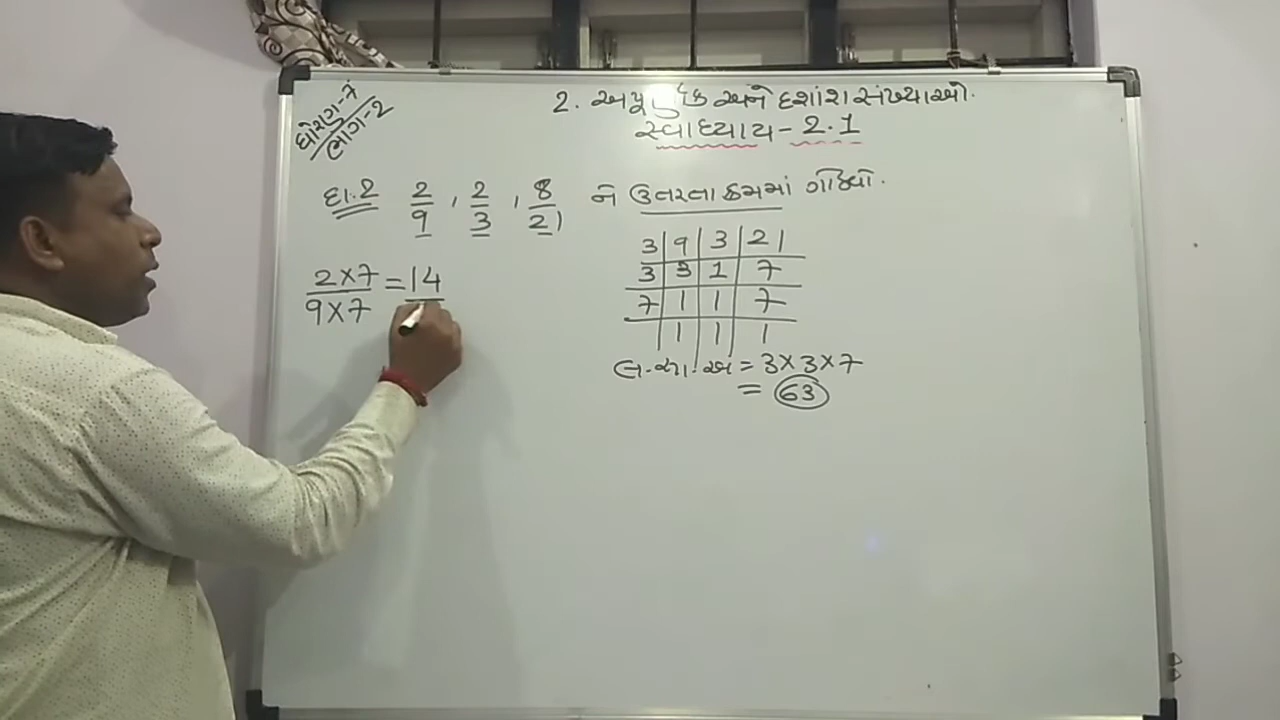 ધોરણ-7
ભાગ-2
2. અપૂર્ણાંક અને દશાંશ સંખ્યાઓ.
સ્વાધ્યાય - 2.1
દા.2 2/9 , 2/3 , 8/21 ને ઉતરતા ક્રમમાં ગોઠવો.
3 | 9 | 3 | 21
3 | 3 | 1 | 7
7 | 1 | 1 | 7
| 1 | 1 | 1
લ.સા.અ = 3×3×7
= 63
2×7/9×7 = 14